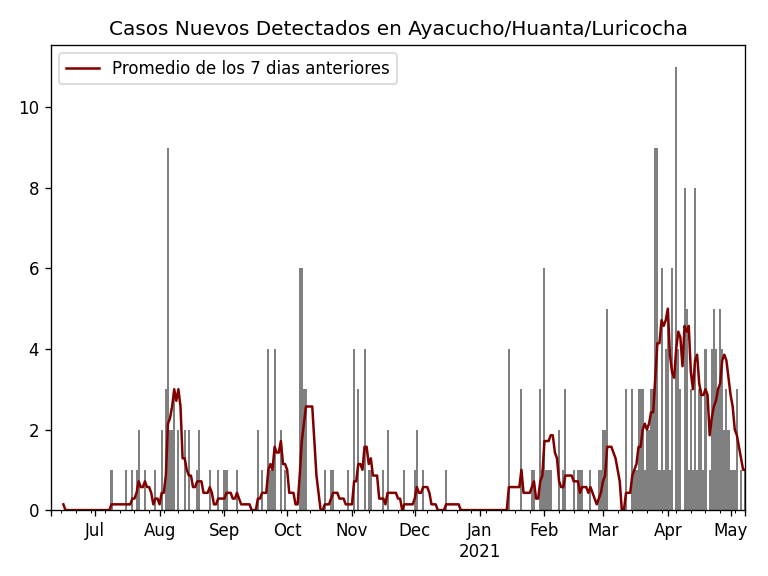 Casos Nuevos Detectados en Ayacucho/Huanta/Luricocha
Promedio de los 7 dias anteriores
10
8
6
4
2
0
Jul Aug Sep Oct Nov Dec Jan Feb Mar Apr May
2021